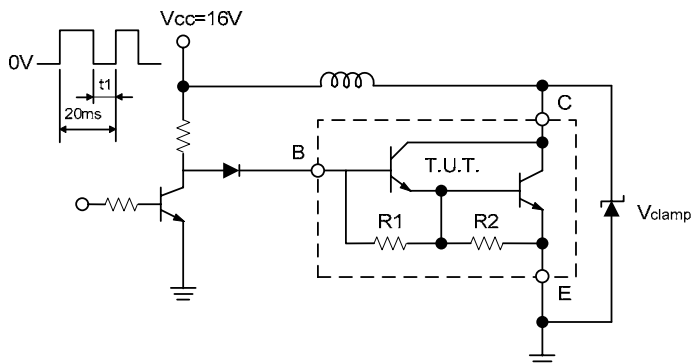 Vcc=16V
0V
t1
20ms
C
B
T.U.T.
R1
R2
Vclamp
E